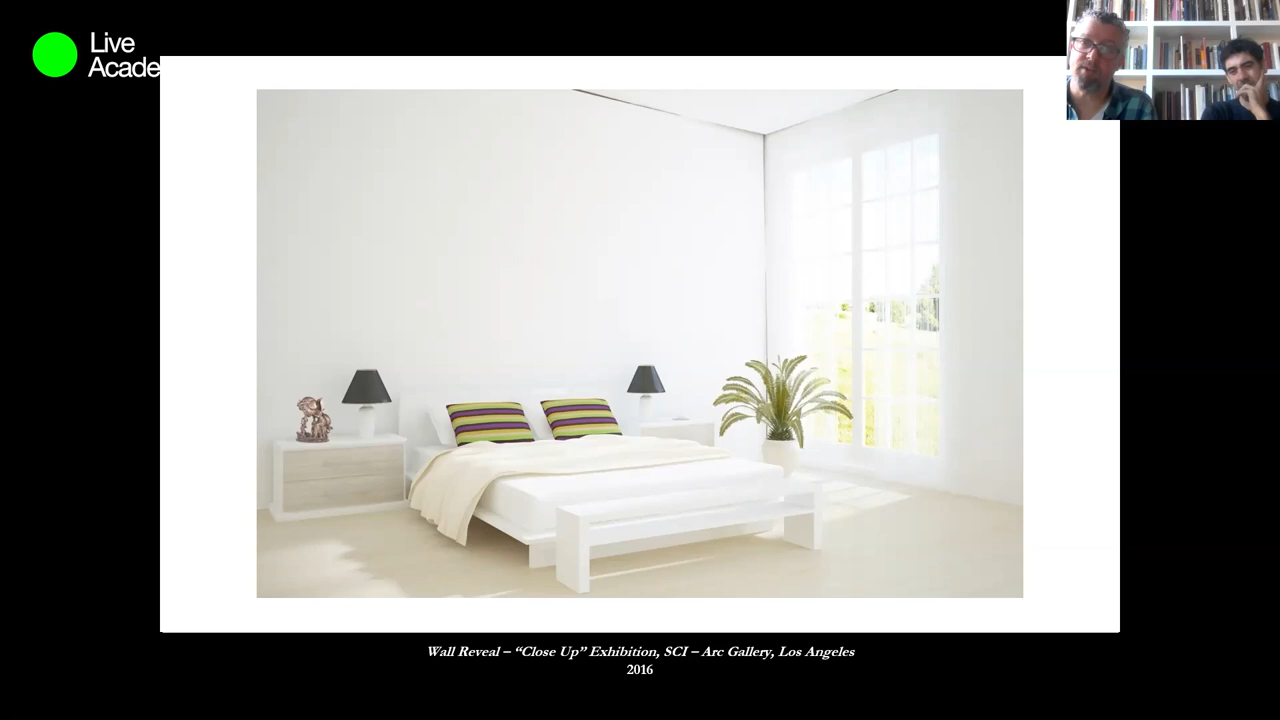 Live
Acade
Wall Reveal – “Close Up” Exhibition, SCI – Arc Gallery, Los Angeles
2016